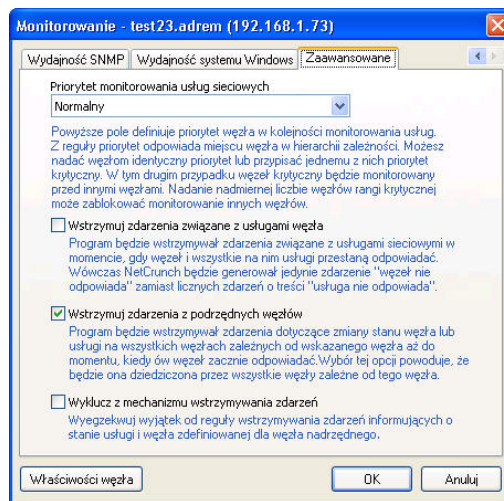 Monitorowanie - test23.adrem (192.168.1.73)
Wydajność SNMP Wydajność systemu Windows Zaawansowane
Priorytet monitorowania usług sieciowych
Normalny
Powyższe pole definiuje priorytet węzła w kolejności monitorowania usług.
Z reguły priorytet odpowiada miejscu węzła w hierarchii zależności. Możesz
nadać węzłom identyczny priorytet lub przypisać jednemu z nich priorytet
krytyczny. W tym drugim przypadku węzeł krytyczny będzie monitorowany
przed innymi węzłami. Nadanie nadmiernej liczbie węzłów rangi krytycznej
może zablokować monitorowanie innych węzłów.
Wstrzymuj zdarzenia związane z usługami węzła
Program będzie wstrzymywał zdarzenia związane z usługami sieciowymi w
momencie, gdy węzeł i wszystkie na nim usługi przestaną odpowiadać.
Wówczas NetCrunch będzie generował jedynie zdarzenie "węzeł nie
odpowiada" zamiast licznych zdarzeń o treści "usługa nie odpowiada".
Wstrzymuj zdarzenia z podrzędnych węzłów
Program będzie wstrzymywał zdarzenia dotyczące zmiany stanu węzła lub
usługi na wszystkich węzłach zależnych od wskazanego węzła aż do
momentu, kiedy ów węzeł zacznie odpowiadać.Wybór tej opcji powoduje, że
będzie ona dziedziczona przez wszystkie węzły zależne od tego węzła.
Wyklucz z mechanizmu wstrzymywania zdarzeń
Wyegzekwuj wyjątek od reguły wstrzymywania zdarzeń informujących o
stanie usługi i węzła zdefiniowanej dla węzła nadrzędnego.
Właściwości węzła OK Anuluj